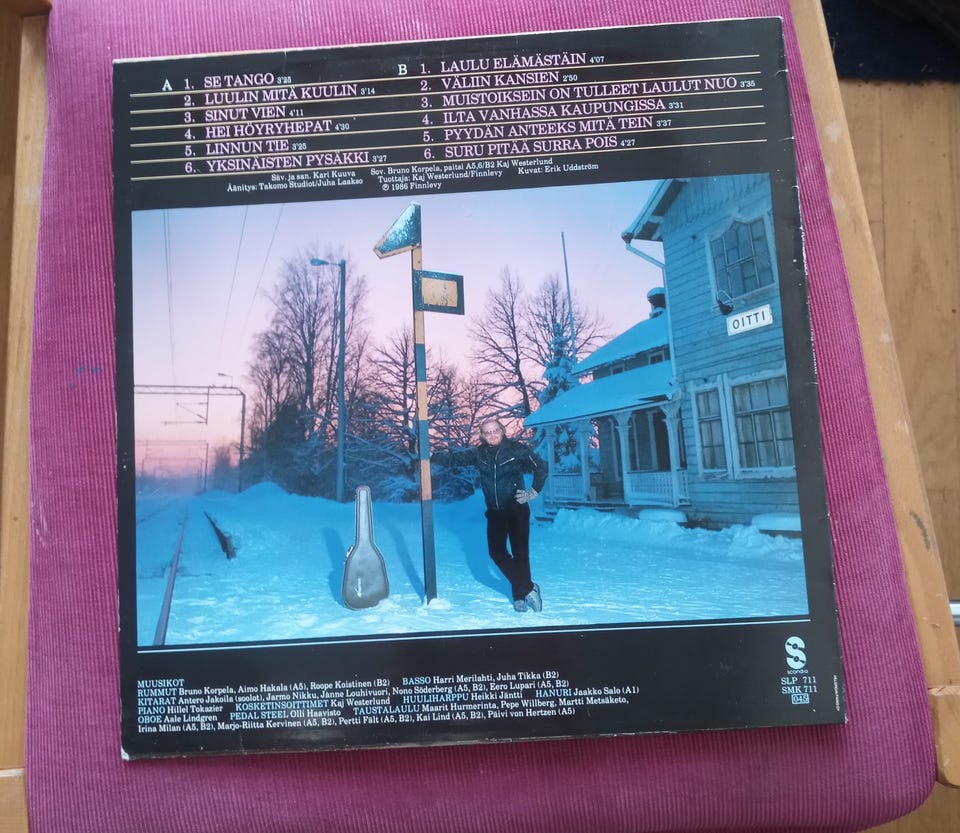 A 1. SE TANGO 3'25
2. LUULIN MITÄ KUULIN 3'14
3. SINUT VIEN 4'11
4. HEI HÖYRYHEPAT 4'30
5. LINNUN TIE 3'25
6. YKSINÄISTEN PYSÄKKI 3'27
B 1. LAULU ELÄMÄSTÄIN 4'07
2. VÄLIIN KANSIEN 2'50
3. MUISTOIKSEIN ON TULLEET LAULUT NUO 3'35
4. ILTA VANHASSA KAUPUNGISSA 3'31
5. PYYDÄN ANTEEKS MITÄ TEIN 3'37
6. SURU PITÄÄ SURRA POIS 4'27
Säv. ja san. Kari Kuuva Sov. Bruno Korpela, paitsi A5,6/B2 Kaj Westerlund
Äänitys: Takomo Studiot/Juha Laakso Tuottaja: Kaj Westerlund/Finnlevy Kuvat: Erik Uddström
℗ 1986 Finnlevy
OITTI
MUUSIKOT
RUMMUT Bruno Korpela, Aimo Hakala (A5), Roope Koistinen (B2) BASSO Harri Merilahti, Juha Tikka (B2)
KITARAT Antero Jakoila (soolot), Jarmo Nikku, Janne Louhivuori, Nono Söderberg (A5, B2), Eero Lupari (A5, B2)
PIANO Hillel Tokazier KOSKETINSOITTIMET Kaj Westerlund HUULIHARPPU Heikki Jäntti HANURI Jaakko Salo (A1)
OBOE Aale Lindgren PEDAL STEEL Olli Haavisto TAUSTALAULU Maarit Hurmerinta, Pepe Willberg, Martti Metsäketo,
Irina Milan (A5, B2), Marjo-Riitta Kervinen (A5, B2), Pertti Fält (A5, B2), Kai Lind (A5, B2), Päivi von Hertzen (A5)
scandia
SLP 711
SMK 711
045